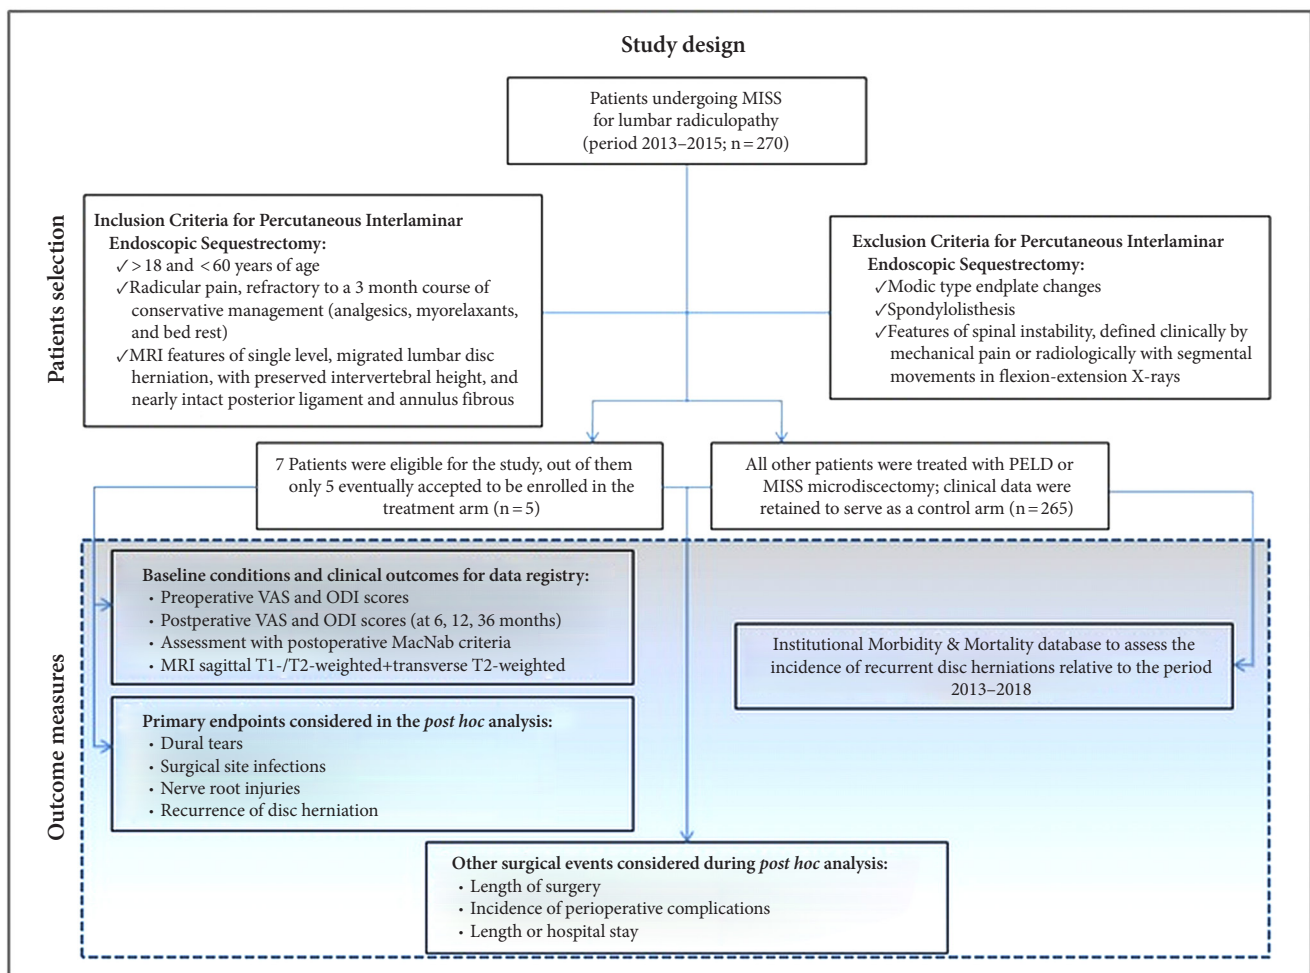 Study design
Patients undergoing MISS
for lumbar radiculopathy
(period 2013–2015; n = 270)
Patients selection
Inclusion Criteria for Percutaneous Interlaminar
Endoscopic Sequestrectomy:
✓ > 18 and < 60 years of age
✓ Radicular pain, refractory to a 3 month course of
conservative management (analgesics, myorelaxants,
and bed rest)
✓ MRI features of single level, migrated lumbar disc
herniation, with preserved intervertebral height, and
nearly intact posterior ligament and annulus fibrous
Exclusion Criteria for Percutaneous Interlaminar
Endoscopic Sequestrectomy:
✓ Modic type endplate changes
✓ Spondylolisthesis
✓ Features of spinal instability, defined clinically by
mechanical pain or radiologically with segmental
movements in flexion-extension X-rays
7 Patients were eligible for the study, out of them
only 5 eventually accepted to be enrolled in the
treatment arm (n = 5)
All other patients were treated with PELD or
MISS microdiscectomy; clinical data were
retained to serve as a control arm (n = 265)
Outcome measures
Baseline conditions and clinical outcomes for data registry:
• Preoperative VAS and ODI scores
• Postperative VAS and ODI scores (at 6, 12, 36 months)
• Assessment with postoperative MacNab criteria
• MRI sagittal T1-/T2-weighted+transverse T2-weighted
Institutional Morbidity & Mortality database to assess the
incidence of recurrent disc herniations relative to the period
2013–2018
Primary endpoints considered in the post hoc analysis:
• Dural tears
• Surgical site infections
• Nerve root injuries
• Recurrence of disc herniation
Other surgical events considered during post hoc analysis:
• Length of surgery
• Incidence of perioperative complications
• Length or hospital stay